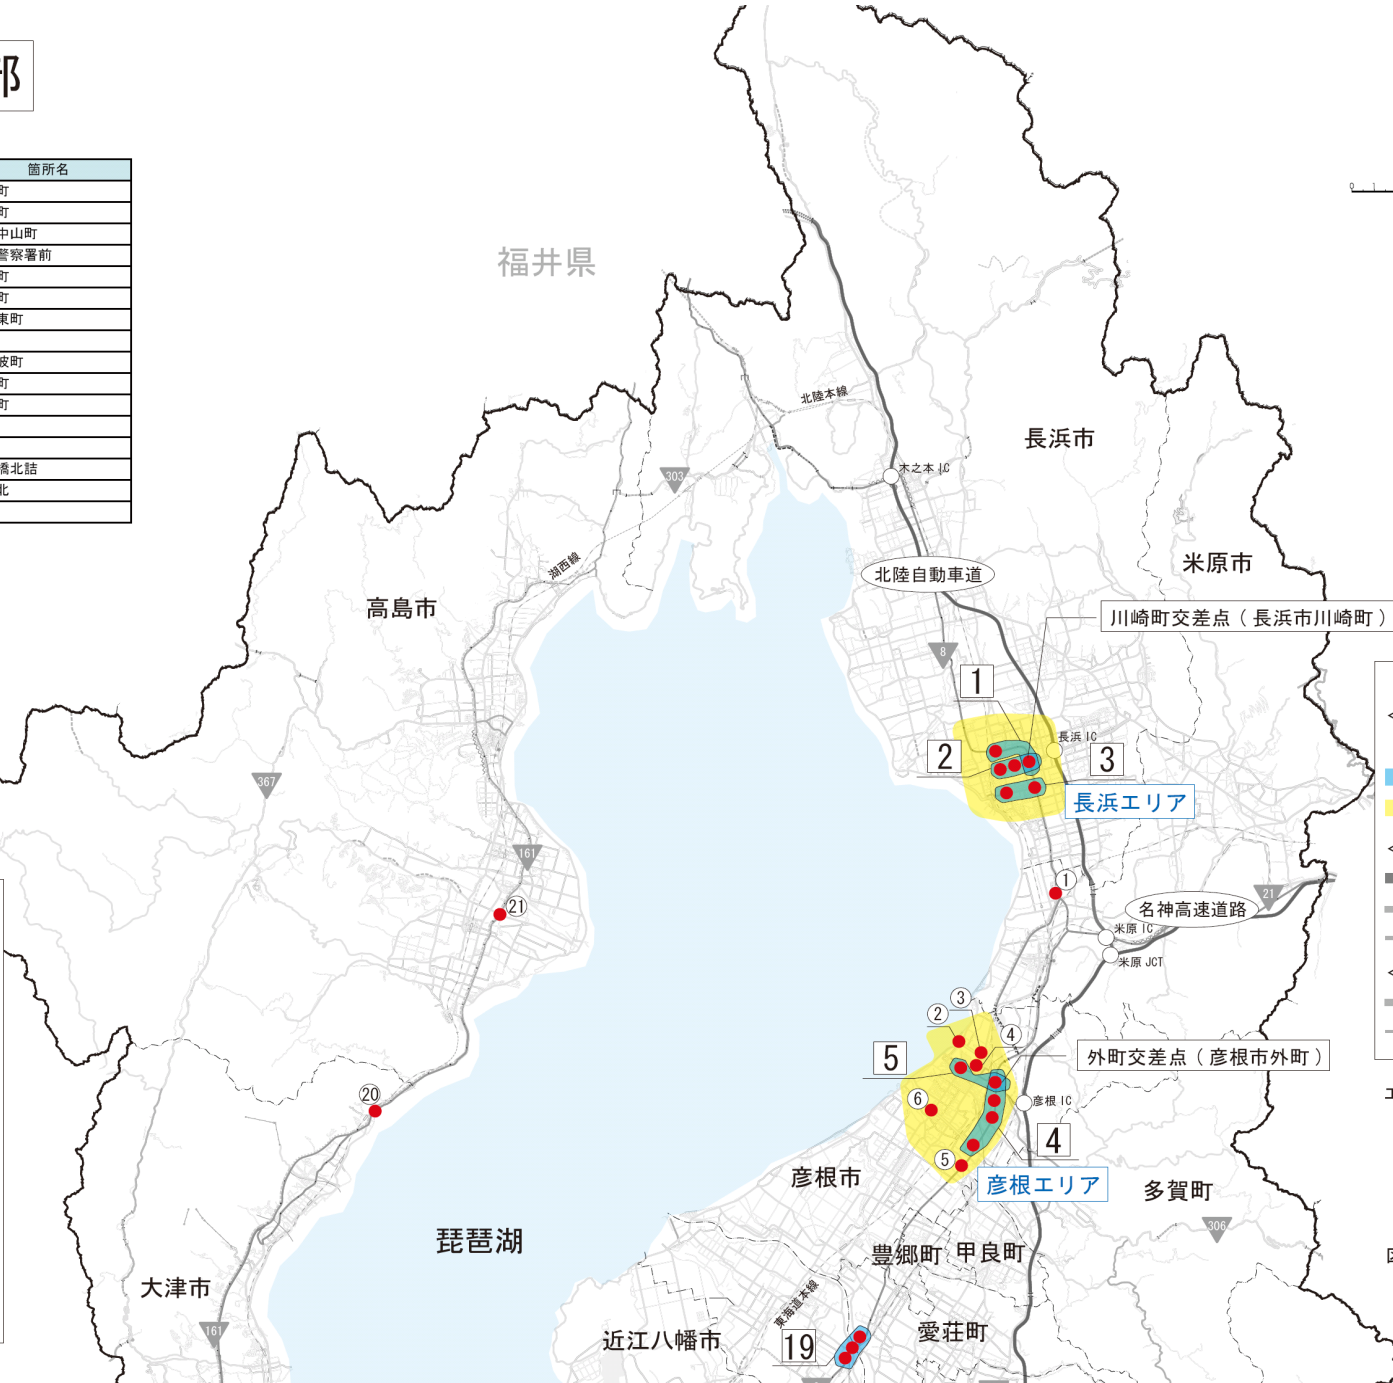 部
箇所名
町
町
中山町
警察署前
町
町
東町
波町
町
町
橋北詰
北
福井県
北陸本線
長浜市
木之本 IC
303
湖西線
北陸自動車道
米原市
高島市
川崎町交差点（長浜市川崎町）
8
1
2
長浜 IC
3
367
長浜エリア
161
①
21
21
名神高速道路
米原 IC
米原 JCT
③
②
④
5
外町交差点（彦根市外町）
20
⑥
彦根 IC
4
⑤
彦根市
彦根エリア
多賀町
306
琵琶湖
豊郷町
甲良町
大津市
東海道本線
161
近江八幡市
19
愛荘町